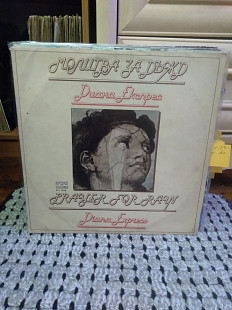 МОЛИТВА ЗА ДЪЖД
Диана Експрес
PRAYER FOR RAIN
Diana Express